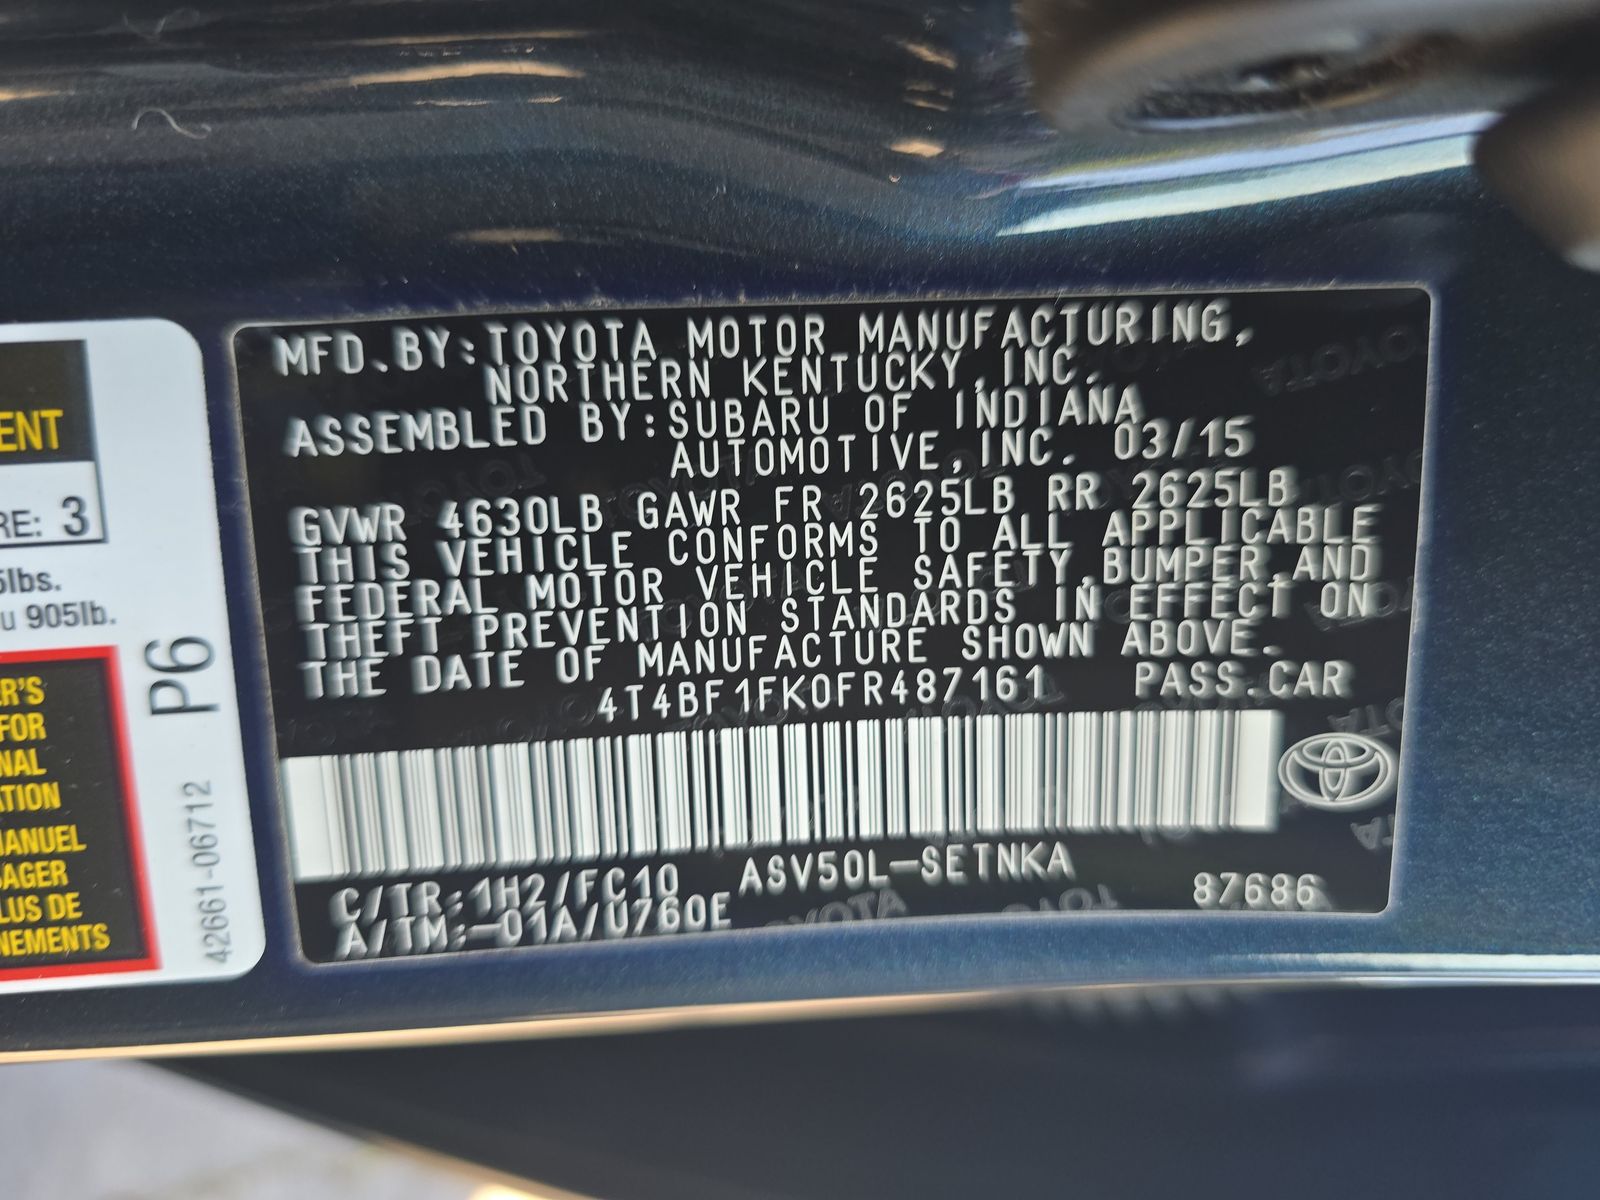 MFD.BY:TOYOTA MOTOR MANUFACTURING,
NORTHERN KENTUCKY,INC.
ASSEMBLED BY:SUBARU OF INDIANA
AUTOMOTIVE,INC. 03/15
GVWR 4630LB GAWR FR 2625LB RR 2625LB
THIS VEHICLE CONFORMS TO ALL APPLICABLE
FEDERAL MOTOR VEHICLE SAFETY,BUMPER,AND
THEFT PREVENTION STANDARDS IN EFFECT ON
THE DATE OF MANUFACTURE SHOWN ABOVE.
4T4BF1FK0FR487161 PASS.CAR
C/TR:1H2/FC10 ASV50L-SETNKA 87686
A/TM:-01A/U760E
ENT
RE: 3
5lbs.
u 905lb.
P6
42661-06712
R'S
FOR
NAL
ATION
MANUEL
AGER
LUS DE
NEMENTS